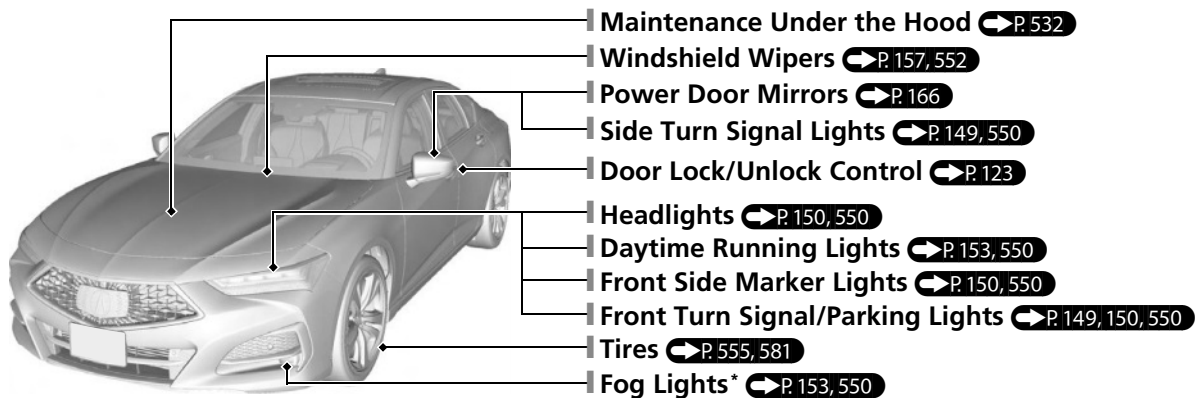 Maintenance Under the Hood P. 532
Windshield Wipers P. 157, 552
Power Door Mirrors P. 166
Side Turn Signal Lights P. 149, 550
Door Lock/Unlock Control P. 123
Headlights P. 150, 550
Daytime Running Lights P. 153, 550
Front Side Marker Lights P. 150, 550
Front Turn Signal/Parking Lights P. 149, 150, 550
Tires P. 555, 581
Fog Lights* P. 153, 550